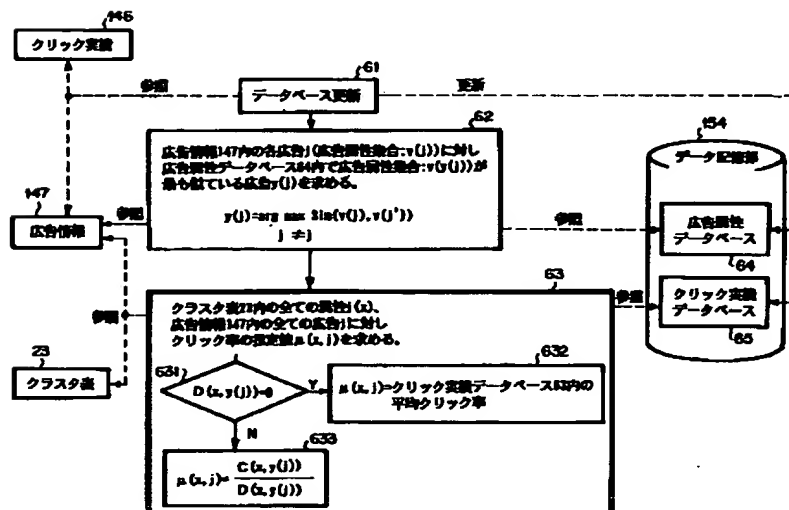 146
クリック実績
参照
61
データベース更新
更新
62
広告情報147内の各広告j(広告属性集合:v(j))に対し
広告属性データベース64内で広告属性集合:v(y(j))が
最も似ている広告y(j)を求める。
y(j)=arg max Sim(v(j),v(j'))
j ≠j
154
データ記憶部
147
広告情報
参照
参照
広告属性
データベース
64
63
クラスタ表23内の全ての属性i(x)、
広告情報147内の全ての広告jに対し
クリック率の推定値μ(x,j)を求める。
参照
参照
クリック実績
データベース
65
23
クラスタ表
631
D(x,y(j))=0
Y
632
μ(x,j)=クリック実績データベース内の
平均クリック率
N
633
μ(x,j)=
C(x,y(j))
D(x,y(j))